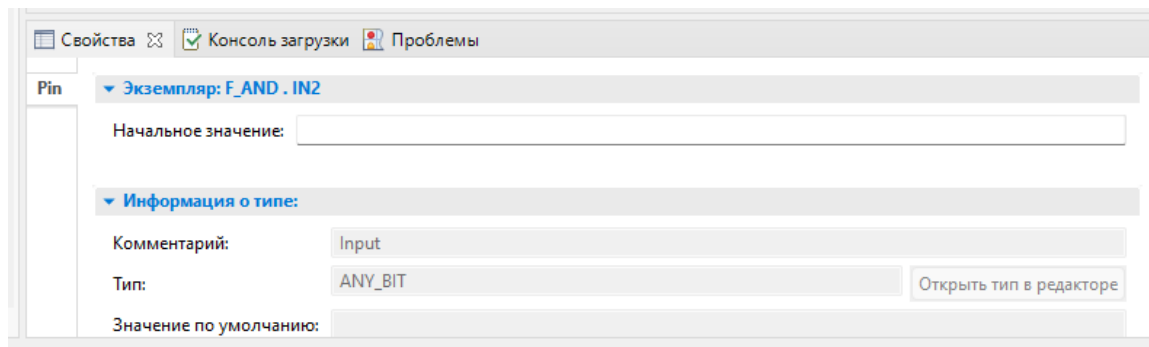 Свойства Консоль загрузки Проблемы
Pin
Экземпляр: F_AND . IN2
Начальное значение:
Информация о типе:
Комментарий: Input
Тип: ANY_BIT Открыть тип в редакторе
Значение по умолчанию: